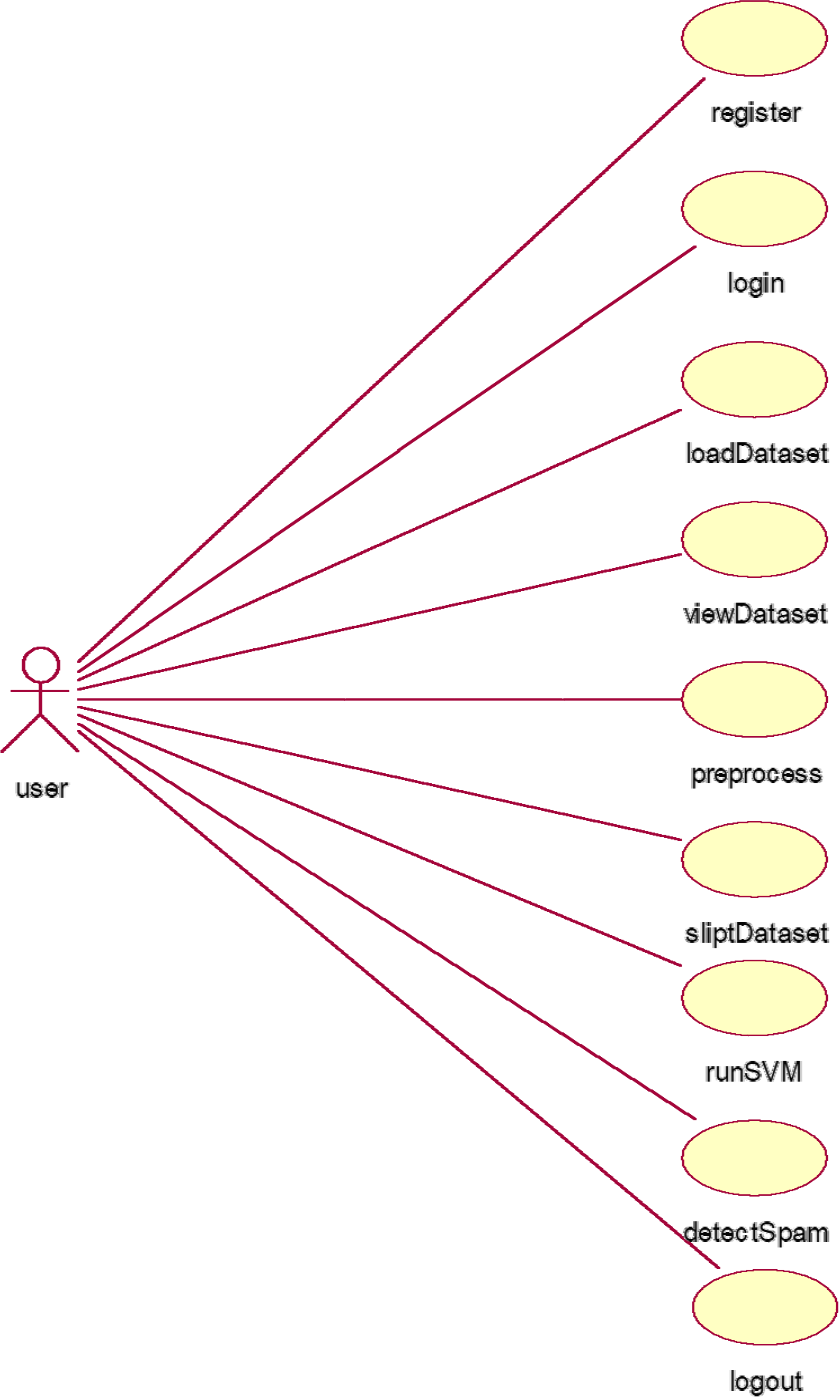 register
login
loadDataset
viewDataset
preprocess
user
sliptDataset
runSVM
detectSpam
logout